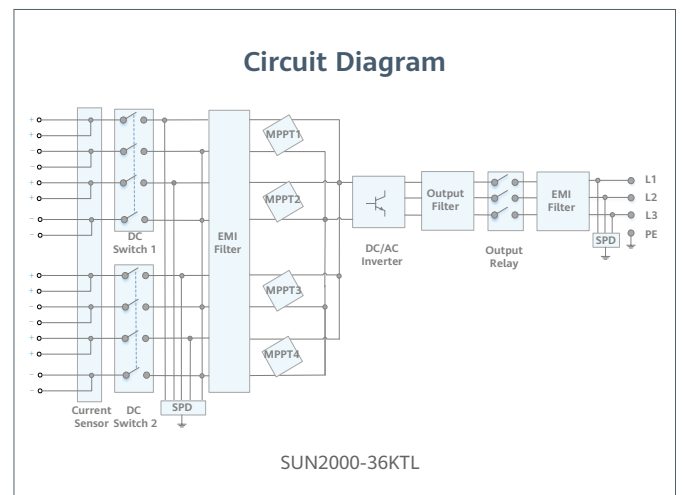 Circuit Diagram
MPPT1
MPPT2
MPPT3
MPPT4
EMI
Filter
DC
Switch 1
DC/AC
Inverter
Output
Filter
Output
Relay
EMI
Filter
L1
L2
L3
PE
SPD
Current
Sensor
DC
Switch 2
SPD
SUN2000-36KTL